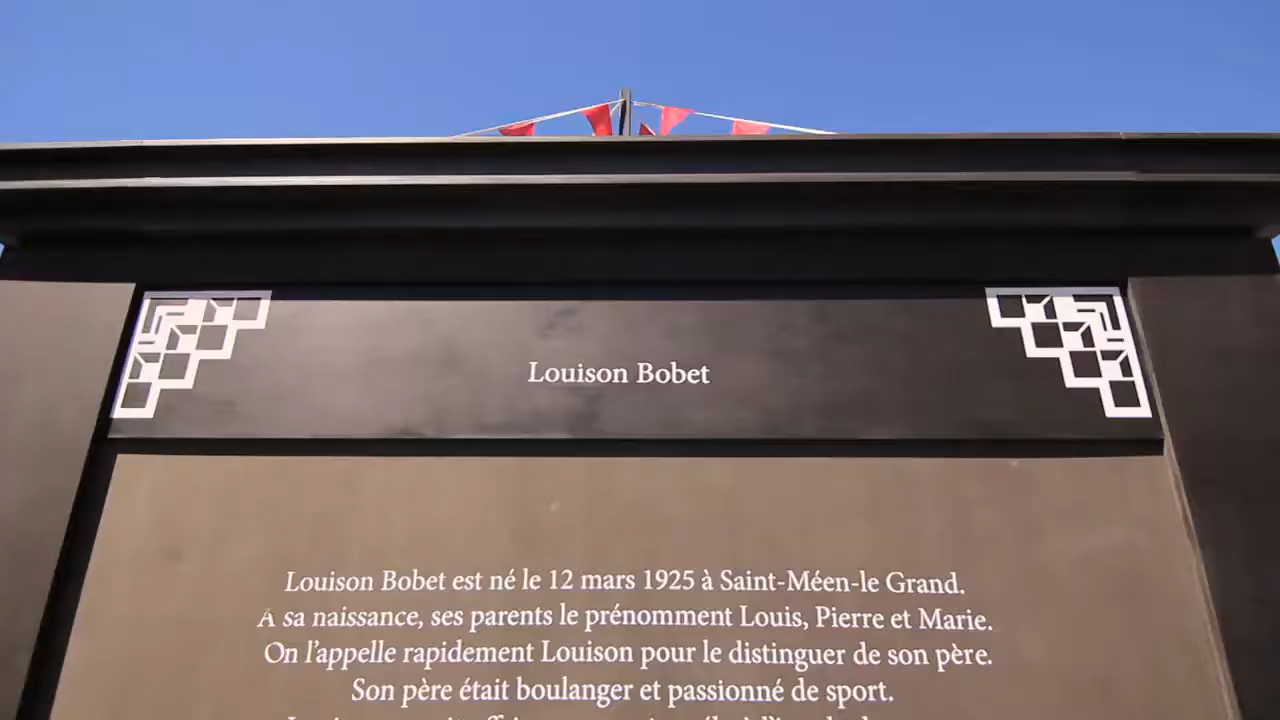 Louison Bobet
Louison Bobet est né le 12 mars 1925 à Saint-Méen-le Grand.
A sa naissance, ses parents le prénomment Louis, Pierre et Marie.
On l'appelle rapidement Louison pour le distinguer de son père.
Son père était boulanger et passionné de sport.